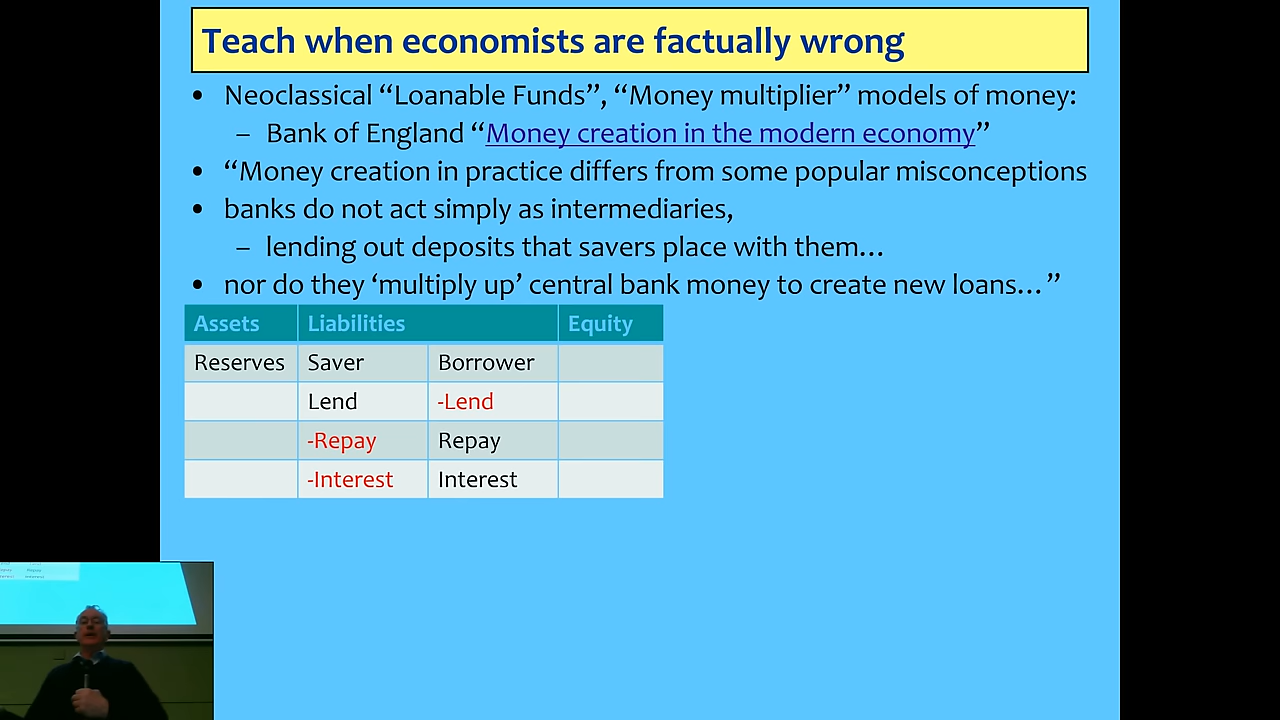 Teach when economists are factually wrong
• Neoclassical “Loanable Funds”, “Money multiplier” models of money:
– Bank of England “Money creation in the modern economy”
• “Money creation in practice differs from some popular misconceptions
• banks do not act simply as intermediaries,
– lending out deposits that savers place with them…
• nor do they ‘multiply up’ central bank money to create new loans…”
Assets Liabilities Equity
Reserves Saver Borrower
Lend -Lend
-Repay Repay
-Interest Interest